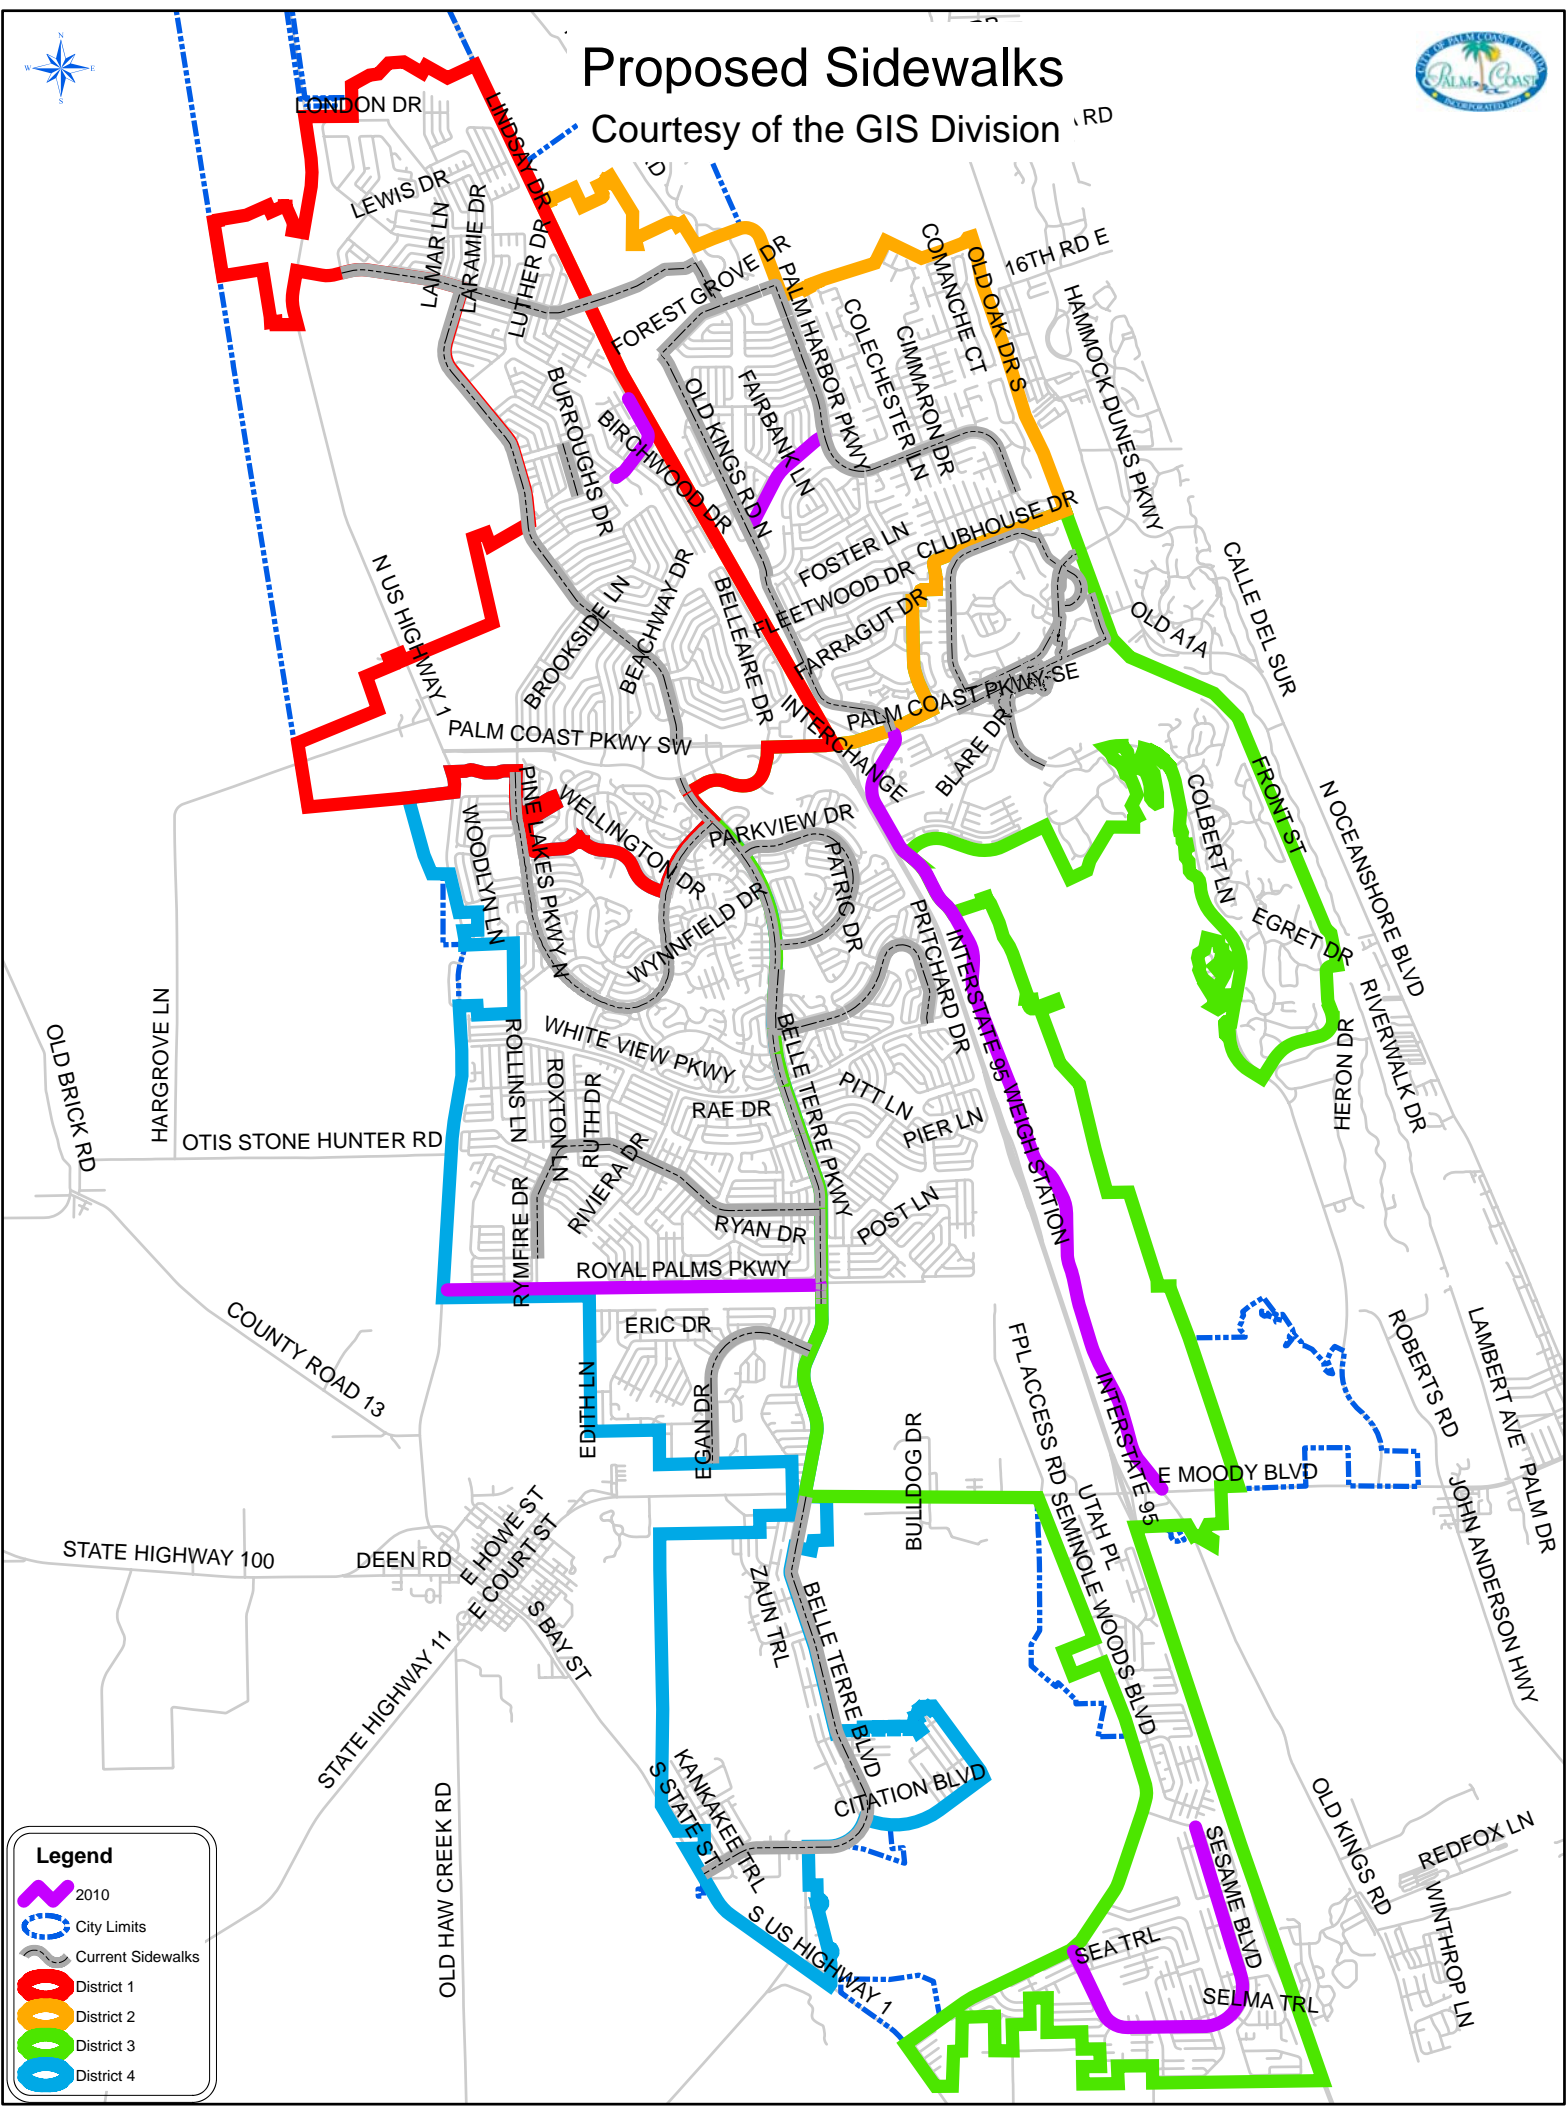 Proposed Sidewalks
Courtesy of the GIS Division
CITY OF PALM COAST, FLORIDA
PALM COAST
INCORPORATED 1999
N
W
E
S
RD
LONDON DR
LINDSAY DR
LEWIS DR
LAMAR LN
LARAMIE DR
LUTHER DR
FOREST GROVE DR
PALM HARBOR PKWY
COMANCHE CT
OLD OAK DR S
16TH RD E
HAMMOCK DUNES PKWY
COLECHESTER LN
CIMMARON DR
BURROUGHS DR
BIRCHWOOD DR
OLD KINGS RD N
FAIRBANK LN
FOSTER LN
CLUBHOUSE DR
FLEETWOOD DR
FARRAGUT DR
N US HIGHWAY 1
BROOKSIDE LN
BEACHWAY DR
BELLEAIRE DR
CALLE DEL SUR
OLD A1A
PALM COAST PKWY SE
PALM COAST PKWY SW
INTERCHANGE
BLARE DR
FRONT ST
N OCEANSHORE BLVD
PINE LAKES PKWY N
WELLINGTON DR
WOODLYN LN
PARKVIEW DR
PATRIC DR
COLBERT LN
WYNNFIELD DR
PRITCHARD DR
EGRET DR
INTERSTATE 95 WEIGH STATION
RIVERWALK DR
HERON DR
HARGROVE LN
OLD BRICK RD
ROLLINS LN
WHITE VIEW PKWY
ROXTON LN
RUTH DR
BELLE TERRE PKWY
PITT LN
RAE DR
PIER LN
OTIS STONE HUNTER RD
RIVIERA DR
RYMFIRE DR
RYAN DR
POST LN
ROYAL PALMS PKWY
COUNTY ROAD 13
ERIC DR
EDITH LN
EGAN DR
BULLDOG DR
FPL ACCESS RD
INTERSTATE 95
ROBERTS RD
LAMBERT AVE
PALM DR
E MOODY BLVD
JOHN ANDERSON HWY
UTAH PL
SEMINOLE WOODS BLVD
STATE HIGHWAY 100
DEEN RD
E HOWE ST
E COURT ST
S BAY ST
ZAUN TRL
BELLE TERRE BLVD
STATE HIGHWAY 11
KANKAKEE TRL
S STATE ST
CITATION BLVD
OLD HAW CREEK RD
S US HIGHWAY 1
SEA TRL
SESAME BLVD
SELMA TRL
OLD KINGS RD
REDFOX LN
WINTHROP LN
Legend
2010
City Limits
Current Sidewalks
District 1
District 2
District 3
District 4